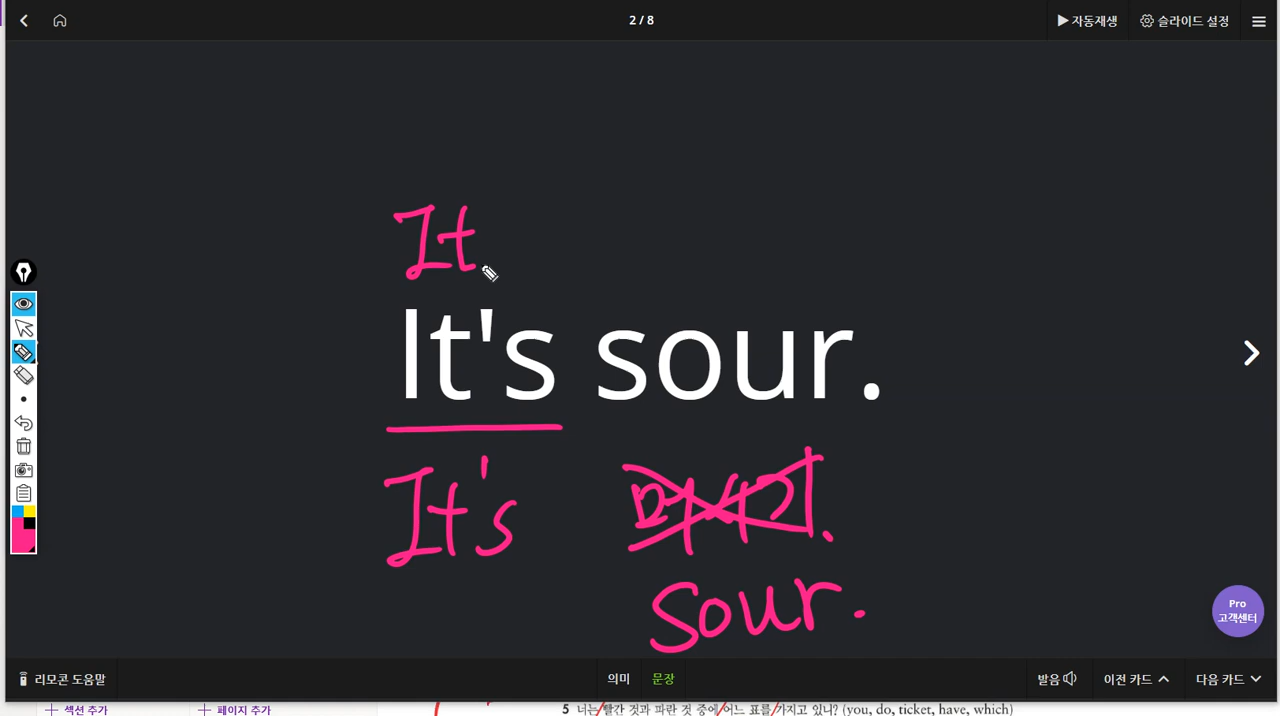 2 / 8
자동재생
슬라이드 설정
It
It's sour.
It's
sour.
Pro
고객센터
리모콘 도움말
의미
문장
발음
이전 카드
다음 카드
섹션 추가
페이지 추가
5 너는 빨간 것과 파란 것 중에 어느 표를 가지고 있니? (you, do, ticket, have, which)